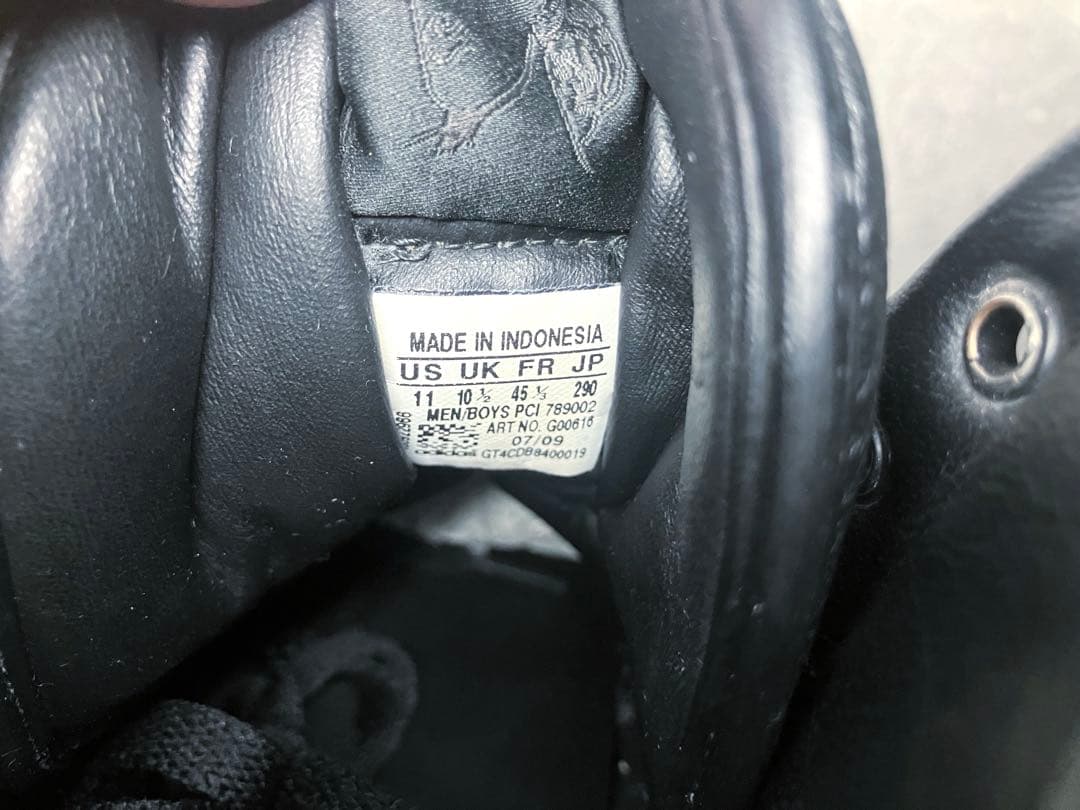 MADE IN INDONESIA
US UK FR JP
11 10 ½ 45 ⅓ 290
MEN/BOYS PCI 789002
ART NO. G00616
07/09
adidas GT4CDB8400019